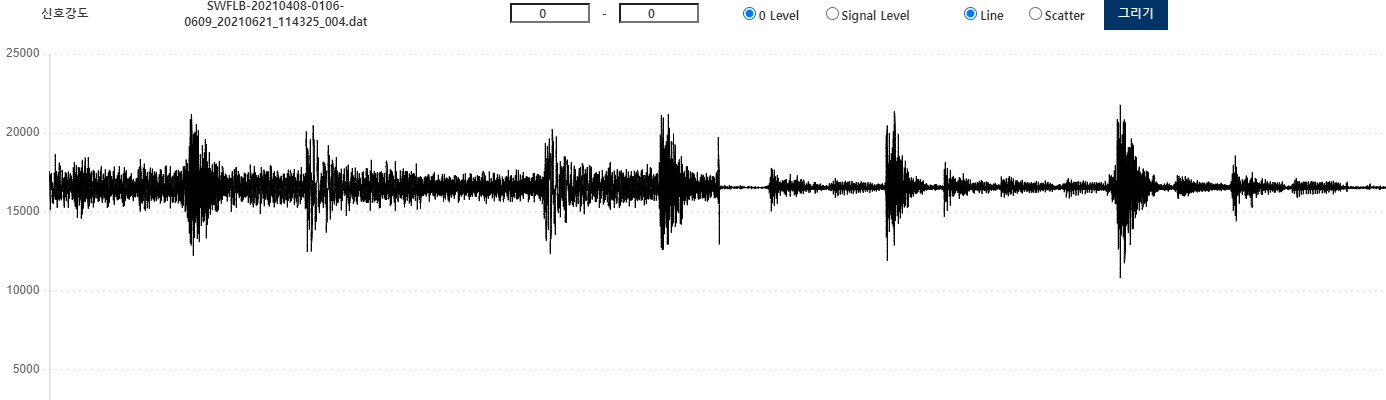 신호강도
SWFLB-20210408-0106-
0609_20210621_114325_004.dat
0 - 0
0 Level Signal Level
Line Scatter
그리기
25000
20000
15000
10000
5000